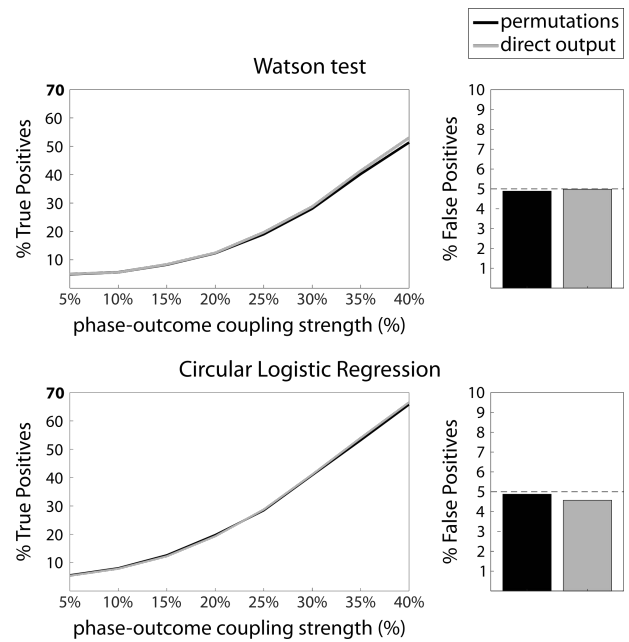 permutations
direct output
Watson test
% True Positives
70
60
50
40
30
20
10
5% 10% 15% 20% 25% 30% 35% 40%
phase-outcome coupling strength (%)
% False Positives
10
9
8
7
6
5
4
3
2
1
Circular Logistic Regression
% True Positives
70
60
50
40
30
20
10
5% 10% 15% 20% 25% 30% 35% 40%
phase-outcome coupling strength (%)
% False Positives
10
9
8
7
6
5
4
3
2
1